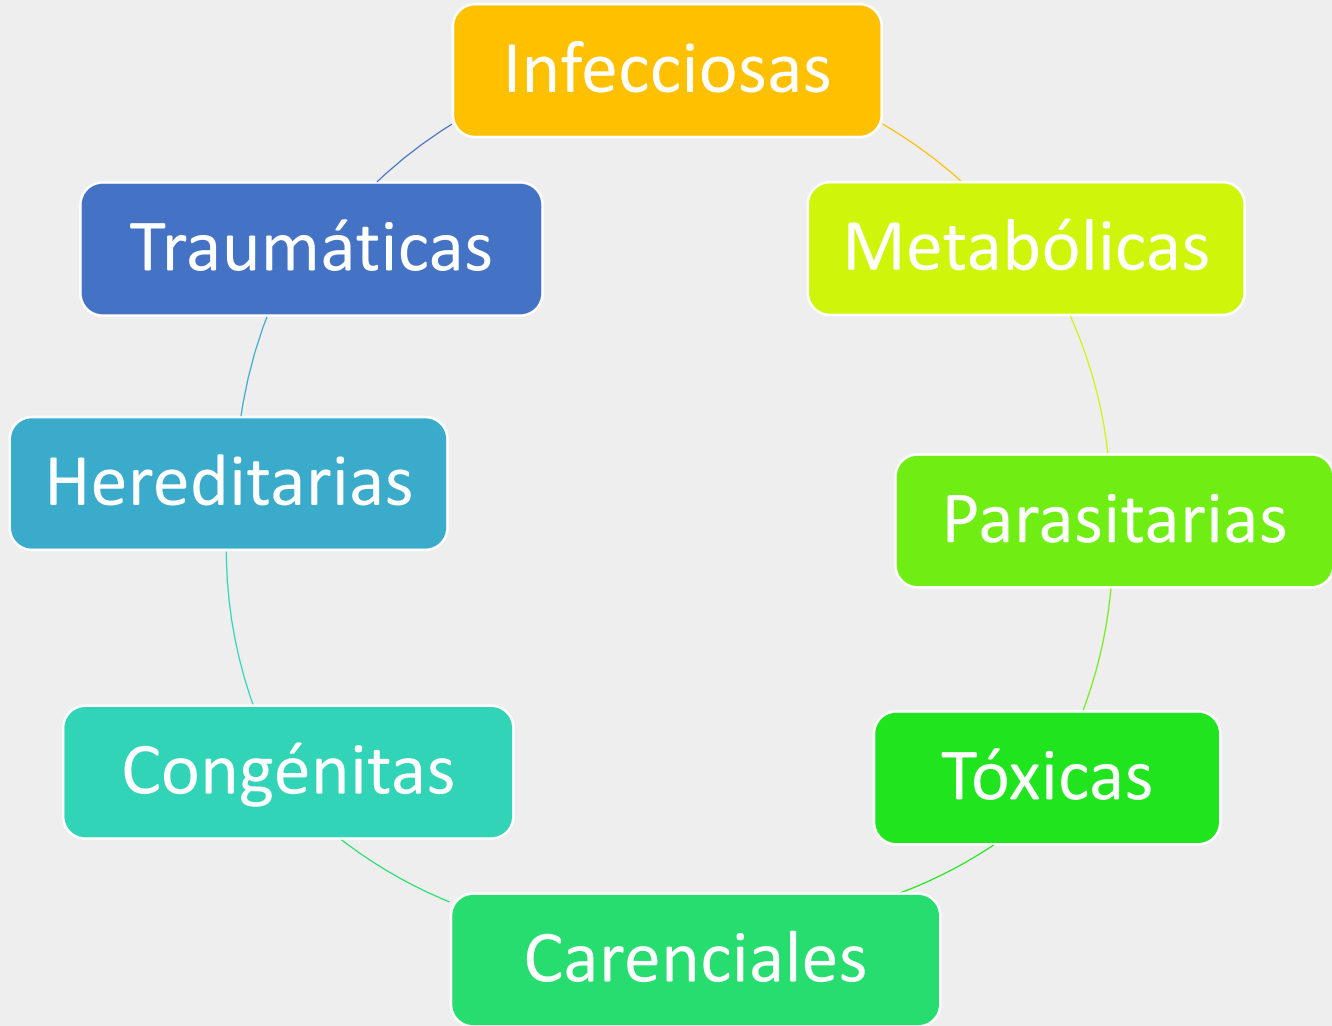 Infecciosas
Traumáticas
Metabólicas
Hereditarias
Parasitarias
Congénitas
Tóxicas
Carenciales